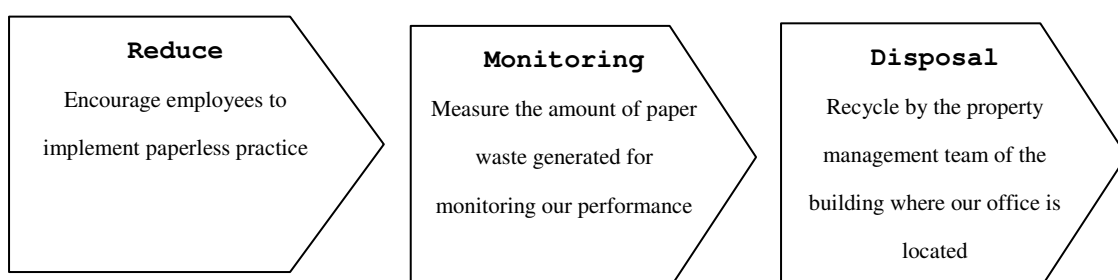 Reduce
Encourage employees to
implement paperless practice
Monitoring
Measure the amount of paper
waste generated for
monitoring our performance
Disposal
Recycle by the property
management team of the
building where our office is
located